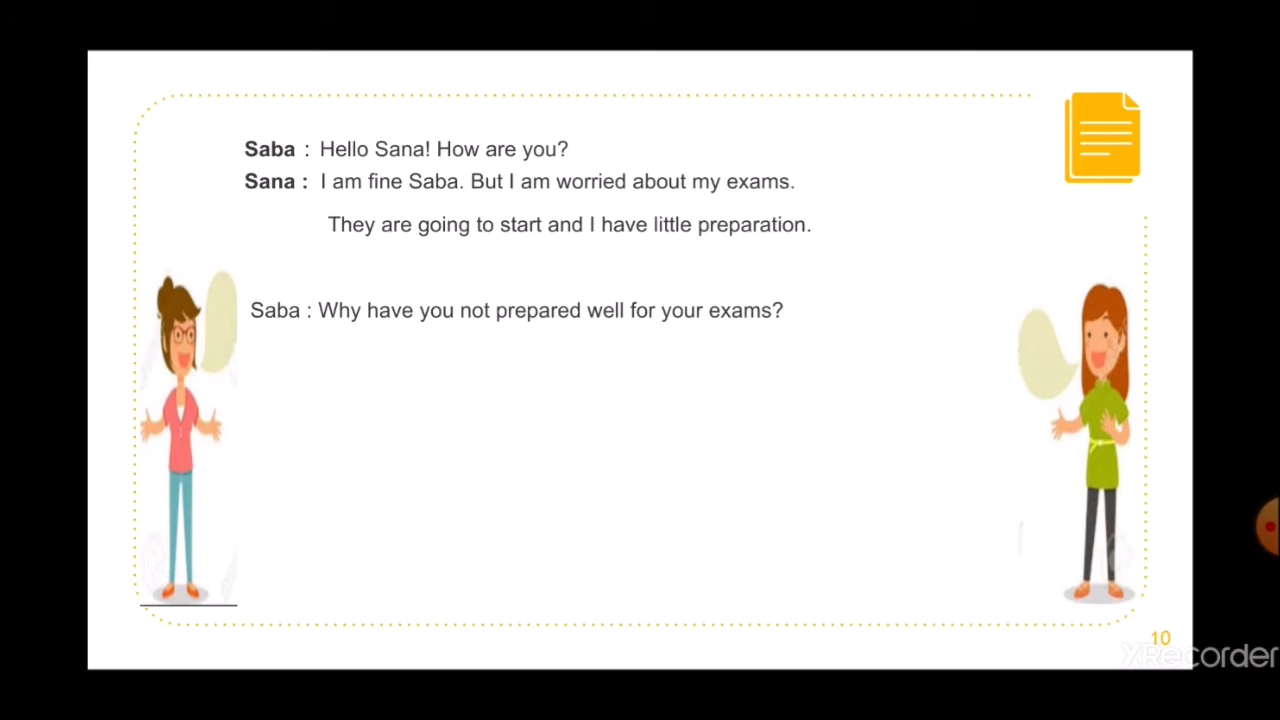 Saba : Hello Sana! How are you?
Sana : I am fine Saba. But I am worried about my exams.
They are going to start and I have little preparation.
Saba : Why have you not prepared well for your exams?
10
XRecorder